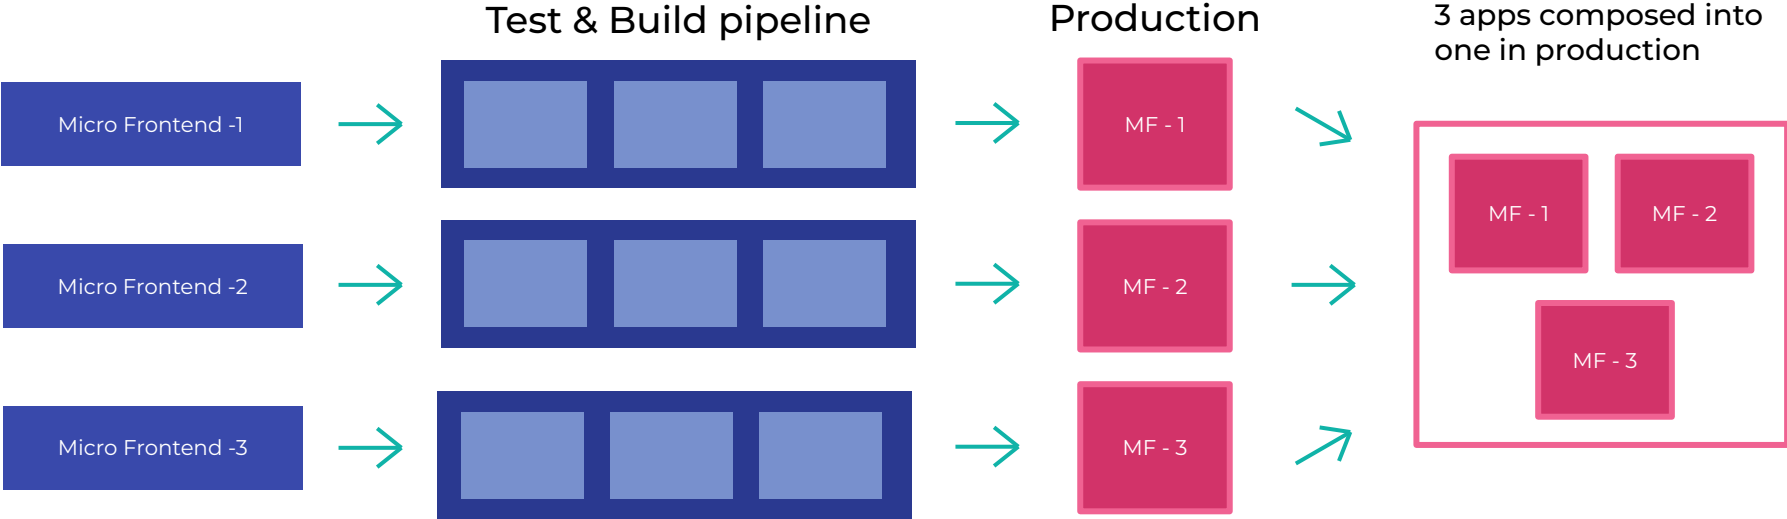 Test & Build pipeline
Production
3 apps composed into
one in production
Micro Frontend -1
MF - 1
MF - 1
MF - 2
Micro Frontend -2
MF - 2
MF - 3
Micro Frontend -3
MF - 3